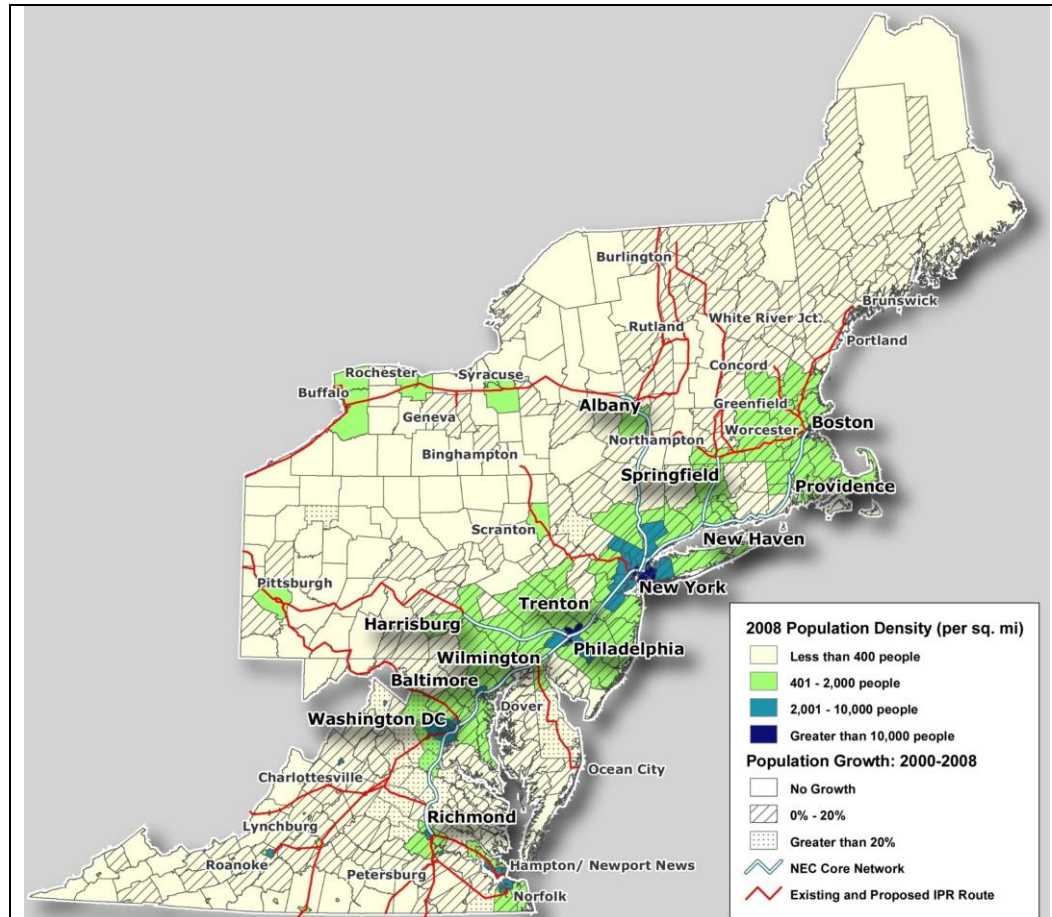 Burlington
Brunswick
White River Jct.
Rutland
Portland
Concord
Rochester
Syracuse
Buffalo
Greenfield
Albany
Geneva
Boston
Northampton
Worcester
Binghampton
Springfield
Providence
Scranton
New Haven
Pittsburgh
New York
Trenton
Harrisburg
Philadelphia
Wilmington
Baltimore
Dover
Washington DC
Ocean City
Charlottesville
Richmond
Lynchburg
Roanoke
Hampton/ Newport News
Petersburg
Norfolk
2008 Population Density (per sq. mi)
Less than 400 people
401 - 2,000 people
2,001 - 10,000 people
Greater than 10,000 people
Population Growth: 2000-2008
No Growth
0% - 20%
Greater than 20%
NEC Core Network
Existing and Proposed IPR Route